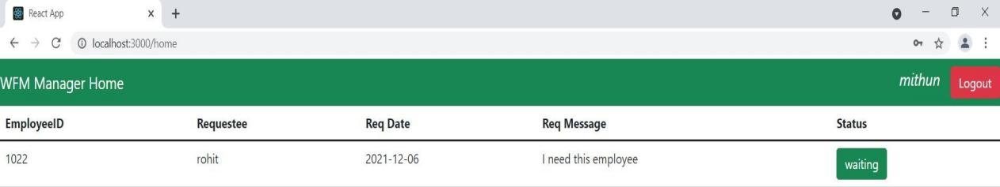 React App
localhost:3000/home
WFM Manager Home mithun Logout
EmployeeID Requestee Req Date Req Message Status
1022 rohit 2021-12-06 I need this employee waiting